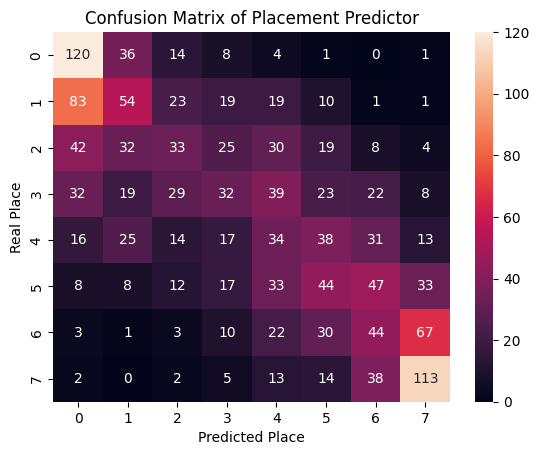 Confusion Matrix of Placement Predictor
0 120 36 14 8 4 1 0 1
1 83 54 23 19 19 10 1 1
2 42 32 33 25 30 19 8 4
3 32 19 29 32 39 23 22 8
4 16 25 14 17 34 38 31 13
5 8 8 12 17 33 44 47 33
6 3 1 3 10 22 30 44 67
7 2 0 2 5 13 14 38 113
0 1 2 3 4 5 6 7
Real Place
Predicted Place
120
100
80
60
40
20
0